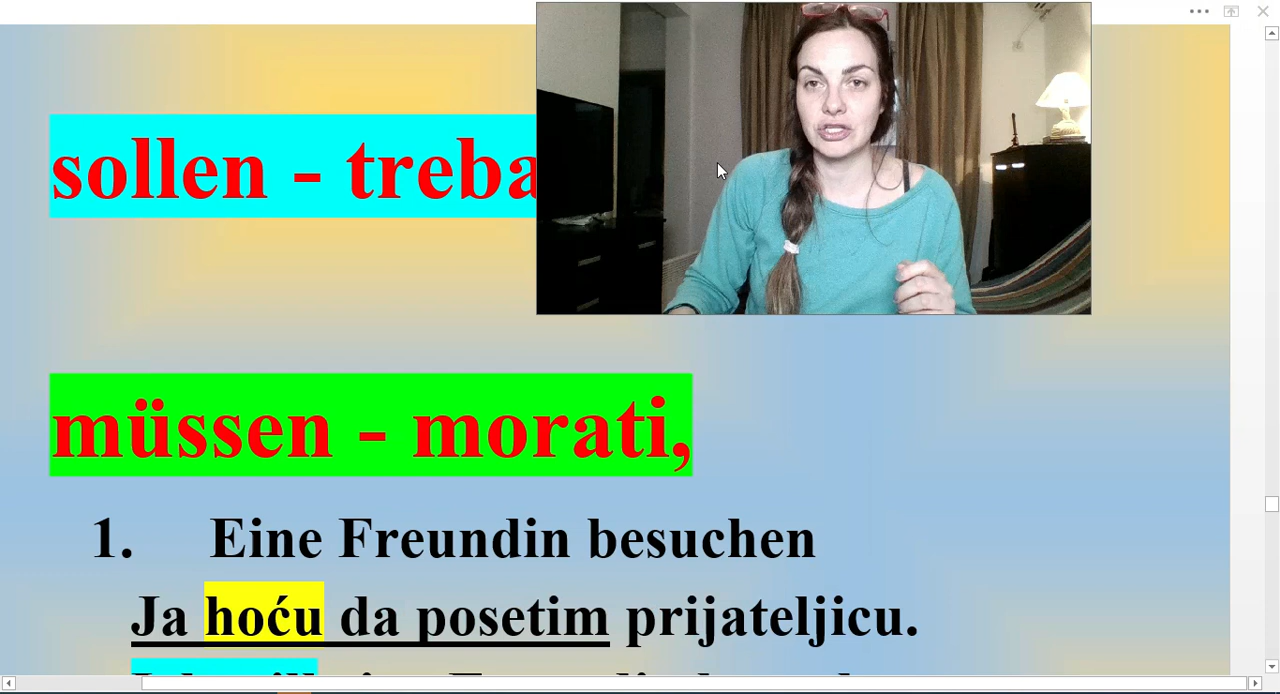 sollen - treba
müssen - morati,
1. Eine Freundin besuchen
Ja hoću da posetim prijateljicu.